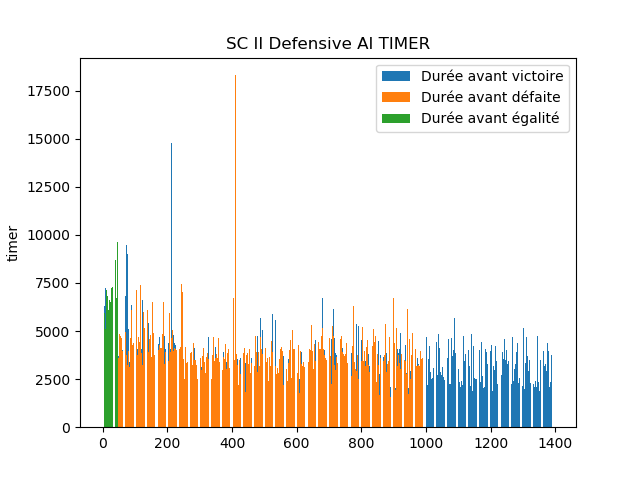 SC II Defensive AI TIMER
Durée avant victoire
Durée avant défaite
Durée avant égalité
timer
17500
15000
12500
10000
7500
5000
2500
0
0 200 400 600 800 1000 1200 1400